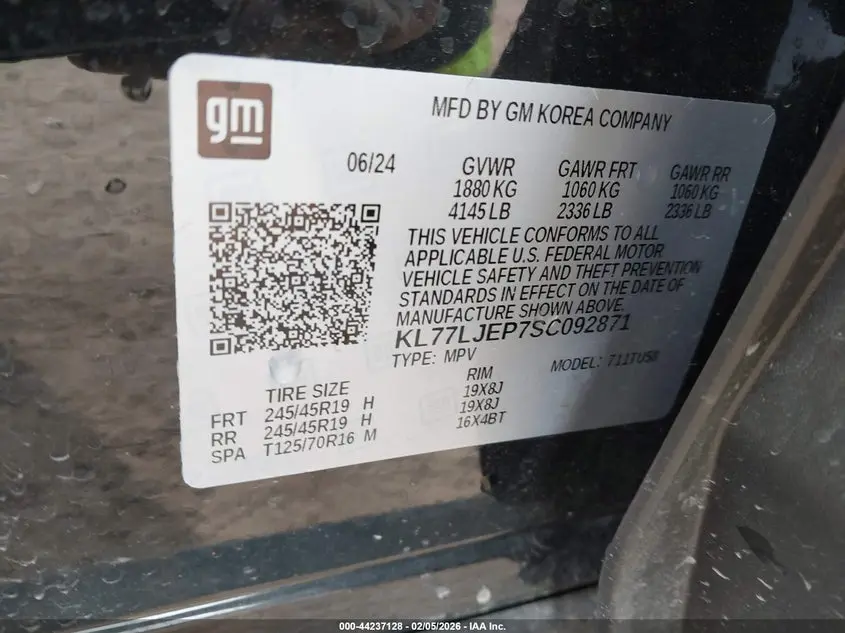 gm
MFD BY GM KOREA COMPANY
06/24 GVWR GAWR FRT GAWR RR
1880 KG 1060 KG 1060 KG
4145 LB 2336 LB 2336 LB
THIS VEHICLE CONFORMS TO ALL
APPLICABLE U.S. FEDERAL MOTOR
VEHICLE SAFETY AND THEFT PREVENTION
STANDARDS IN EFFECT ON THE DATE OF
MANUFACTURE SHOWN ABOVE.
KL77LJEP7SC092871
TYPE: MPV MODEL: 711TUSB
TIRE SIZE RIM
FRT 245/45R19 H 19X8J
RR 245/45R19 H 19X8J
SPA T125/70R16 M 16X4BT
000-44237128 - 02/05/2026 - IAA Inc.